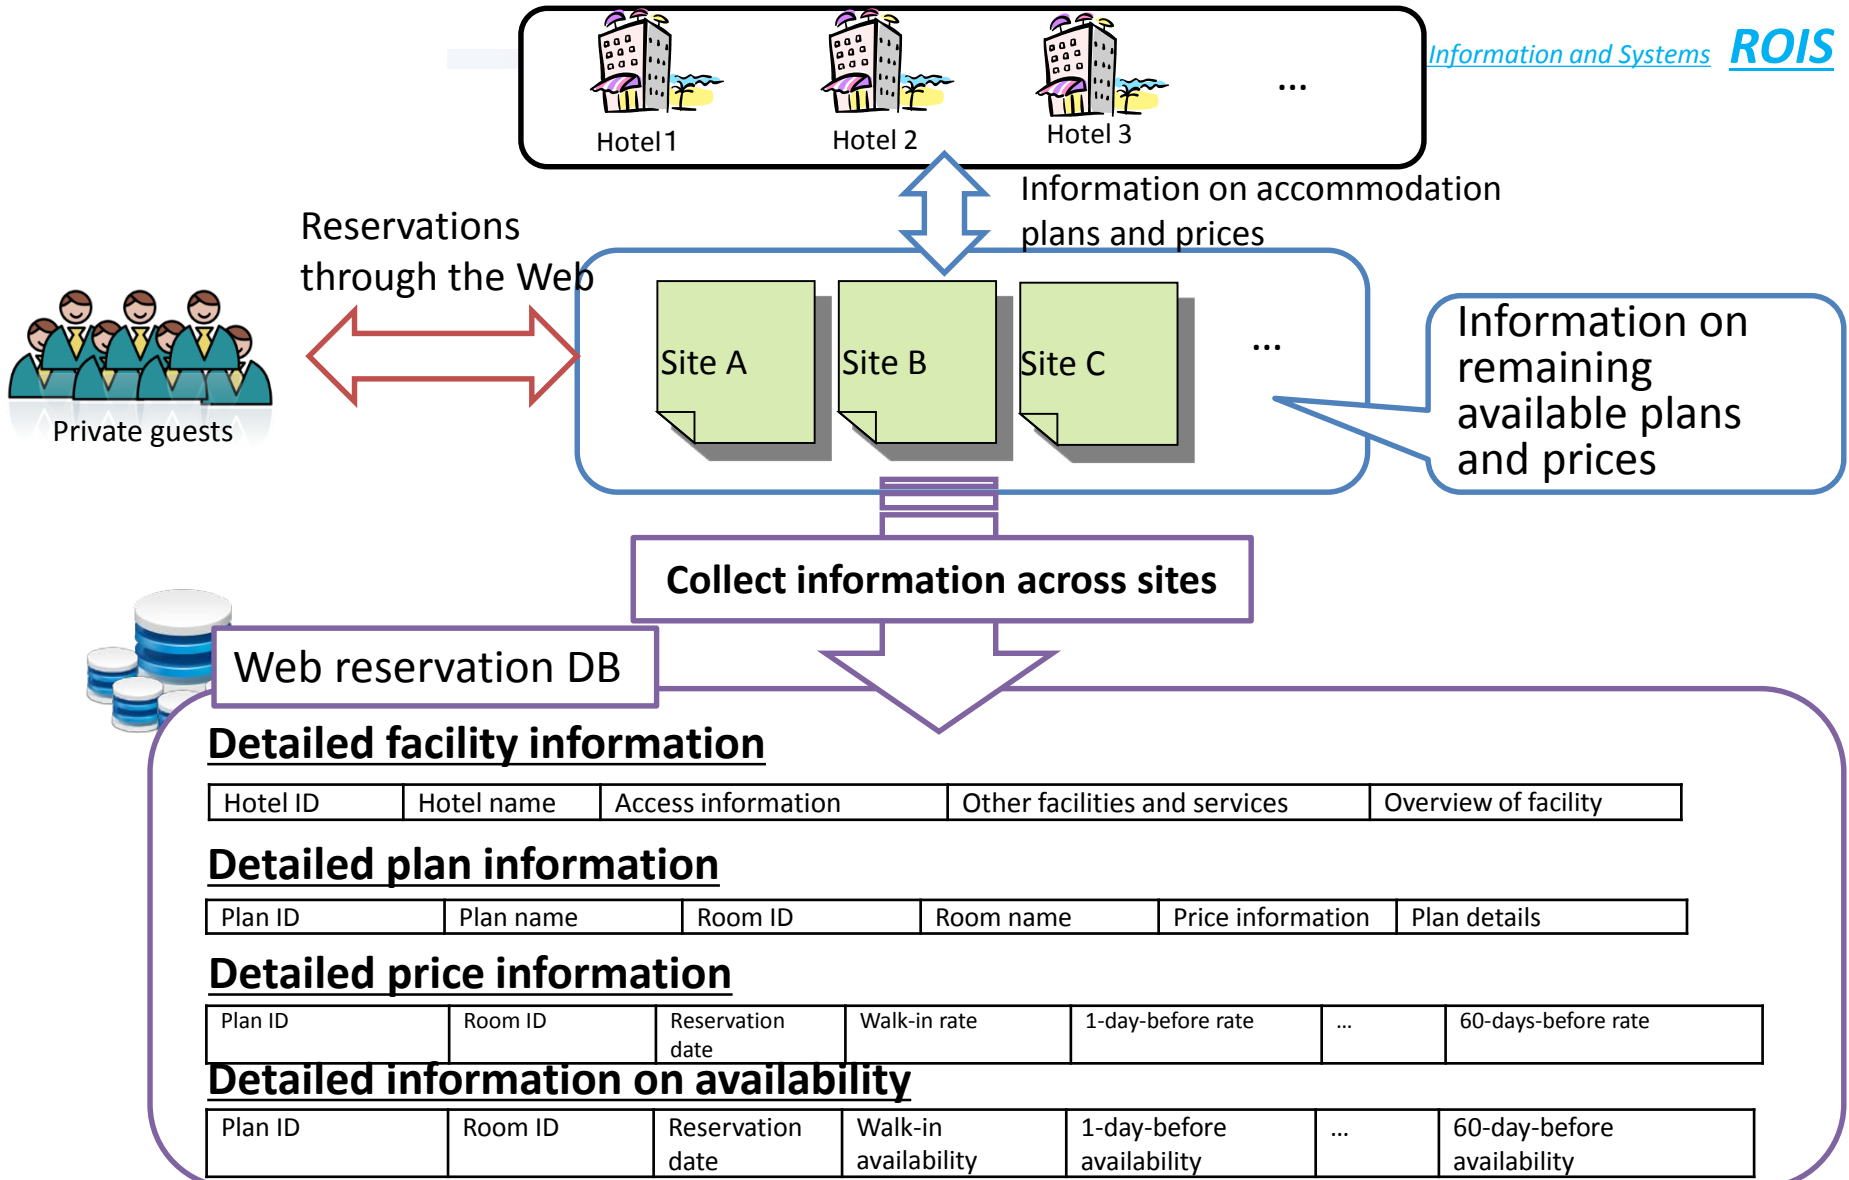 Information and Systems ROIS
...
Hotel 1
Hotel 2
Hotel 3
Information on accommodation
plans and prices
Reservations
through the Web
Private guests
Site A
Site B
Site C
...
Information on
remaining
available plans
and prices
Collect information across sites
Web reservation DB
Detailed facility information
Hotel ID Hotel name Access information Other facilities and services Overview of facility
Detailed plan information
Plan ID Plan name Room ID Room name Price information Plan details
Detailed price information
Plan ID Room ID Reservation Walk-in rate 1-day-before rate ... 60-days-before rate
date
Detailed information on availability
Plan ID Room ID Reservation Walk-in 1-day-before ... 60-day-before
date availability availability availability